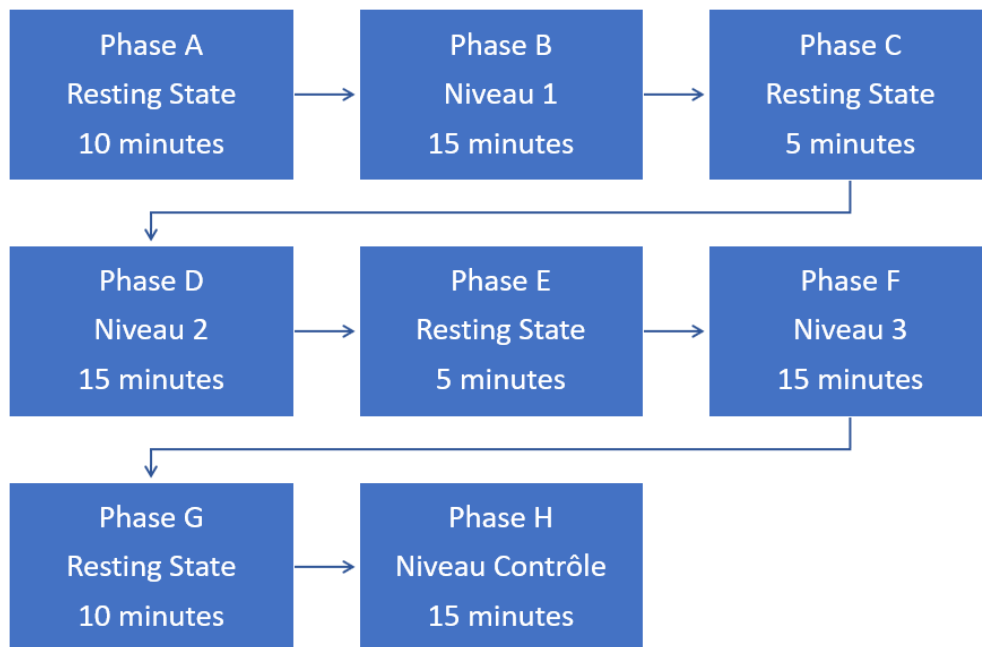 Phase A
Resting State
10 minutes
Phase B
Niveau 1
15 minutes
Phase C
Resting State
5 minutes
Phase D
Niveau 2
15 minutes
Phase E
Resting State
5 minutes
Phase F
Niveau 3
15 minutes
Phase G
Resting State
10 minutes
Phase H
Niveau Contrôle
15 minutes